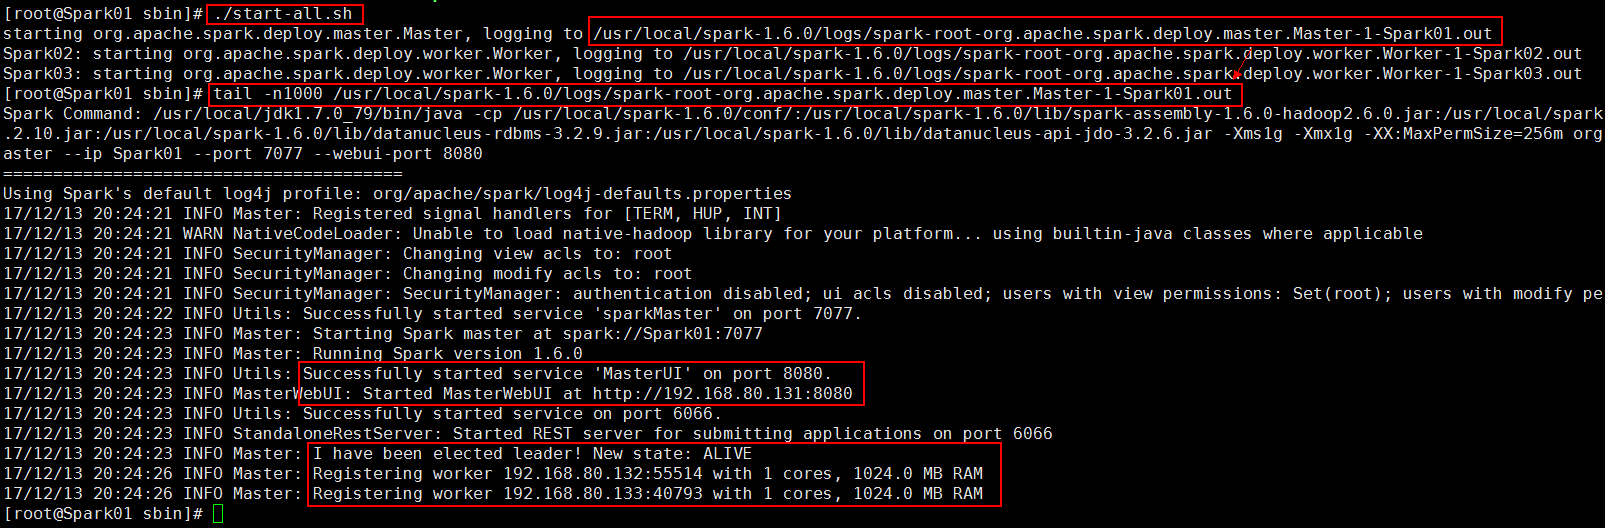 [root@Spark01 sbin]# ./start-all.sh
starting org.apache.spark.deploy.master.Master, logging to /usr/local/spark-1.6.0/logs/spark-root-org.apache.spark.deploy.master.Master-1-Spark01.out
Spark02: starting org.apache.spark.deploy.worker.Worker, logging to /usr/local/spark-1.6.0/logs/spark-root-org.apache.spark.deploy.worker.Worker-1-Spark02.out
Spark03: starting org.apache.spark.deploy.worker.Worker, logging to /usr/local/spark-1.6.0/logs/spark-root-org.apache.spark.deploy.worker.Worker-1-Spark03.out
[root@Spark01 sbin]# tail -n1000 /usr/local/spark-1.6.0/logs/spark-root-org.apache.spark.deploy.master.Master-1-Spark01.out
Spark Command: /usr/local/jdk1.7.0_79/bin/java -cp /usr/local/spark-1.6.0/conf/:/usr/local/spark-1.6.0/lib/spark-assembly-1.6.0-hadoop2.6.0.jar:/usr/local/spark
.2.10.jar:/usr/local/spark-1.6.0/lib/datanucleus-rdbms-3.2.9.jar:/usr/local/spark-1.6.0/lib/datanucleus-api-jdo-3.2.6.jar -Xms1g -Xmx1g -XX:MaxPermSize=256m org
aster --ip Spark01 --port 7077 --webui-port 8080
========================================
Using Spark's default log4j profile: org/apache/spark/log4j-defaults.properties
17/12/13 20:24:21 INFO Master: Registered signal handlers for [TERM, HUP, INT]
17/12/13 20:24:21 WARN NativeCodeLoader: Unable to load native-hadoop library for your platform... using builtin-java classes where applicable
17/12/13 20:24:21 INFO SecurityManager: Changing view acls to: root
17/12/13 20:24:21 INFO SecurityManager: Changing modify acls to: root
17/12/13 20:24:21 INFO SecurityManager: SecurityManager: authentication disabled; ui acls disabled; users with view permissions: Set(root); users with modify pe
17/12/13 20:24:22 INFO Utils: Successfully started service 'sparkMaster' on port 7077.
17/12/13 20:24:23 INFO Master: Starting Spark master at spark://Spark01:7077
17/12/13 20:24:23 INFO Master: Running Spark version 1.6.0
17/12/13 20:24:23 INFO Utils: Successfully started service 'MasterUI' on port 8080.
17/12/13 20:24:23 INFO MasterWebUI: Started MasterWebUI at http://192.168.80.131:8080
17/12/13 20:24:23 INFO Utils: Successfully started service on port 6066.
17/12/13 20:24:23 INFO StandaloneRestServer: Started REST server for submitting applications on port 6066
17/12/13 20:24:23 INFO Master: I have been elected leader! New state: ALIVE
17/12/13 20:24:26 INFO Master: Registering worker 192.168.80.132:55514 with 1 cores, 1024.0 MB RAM
17/12/13 20:24:26 INFO Master: Registering worker 192.168.80.133:40793 with 1 cores, 1024.0 MB RAM
[root@Spark01 sbin]#